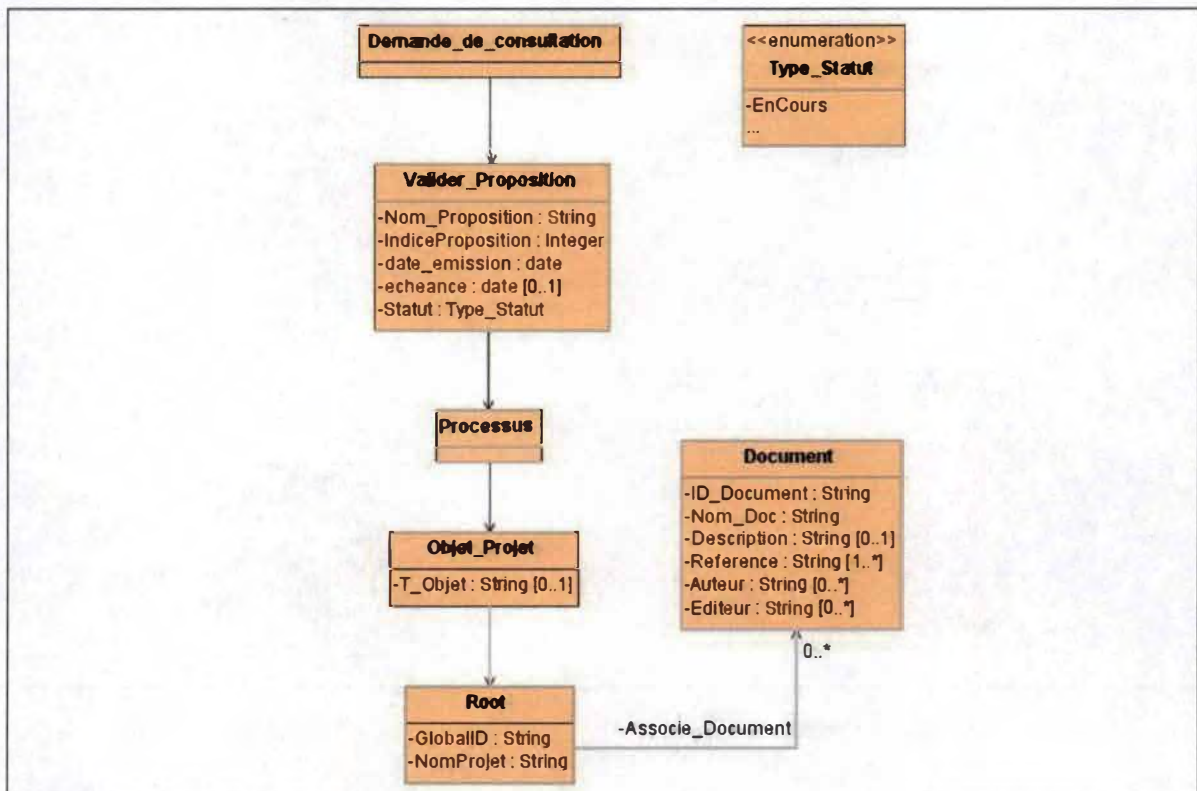 Demande_de_consultation
<<enumeration>>
Type_Statut
-EnCours
...
Valider_Proposition
-Nom_Proposition : String
-IndiceProposition : Integer
-date_emission : date
-echeance : date [0..1]
-Statut : Type_Statut
Processus
Objet_Projet
-T_Objet : String [0..1]
Document
-ID_Document : String
-Nom_Doc : String
-Description : String [0..1]
-Reference : String [1..*]
-Auteur : String [0..*]
-Editeur : String [0..*]
0..*
Root
-GlobalID : String
-NomProjet : String
-Associe_Document